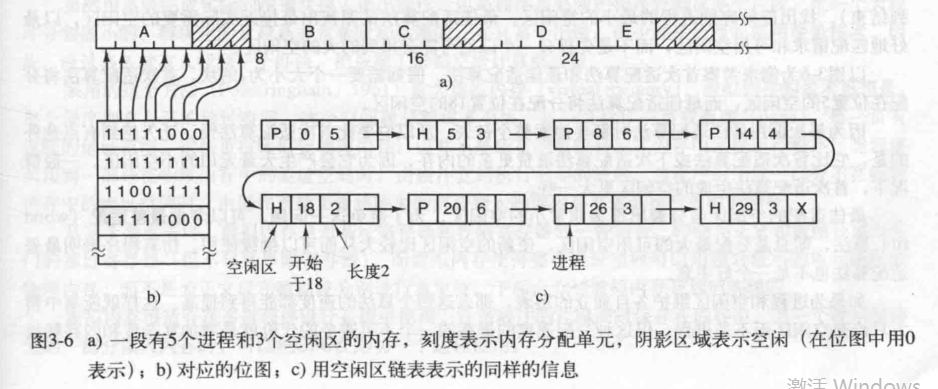 A B C D E
8 16 24
a)
11111000
11111111
11001111
11111000
b)
P 0 5 H 5 3 P 8 6 P 14 4
H 18 2 P 20 6 P 26 3 H 29 3 X
空闲区 开始于18 长度2 进程
c)
图3-6 a) 一段有5个进程和3个空闲区的内存，刻度表示内存分配单元，阴影区域表示空闲（在位图中用0
表示）；b) 对应的位图；c) 用空闲区链表表示的同样的信息
激活 Windows